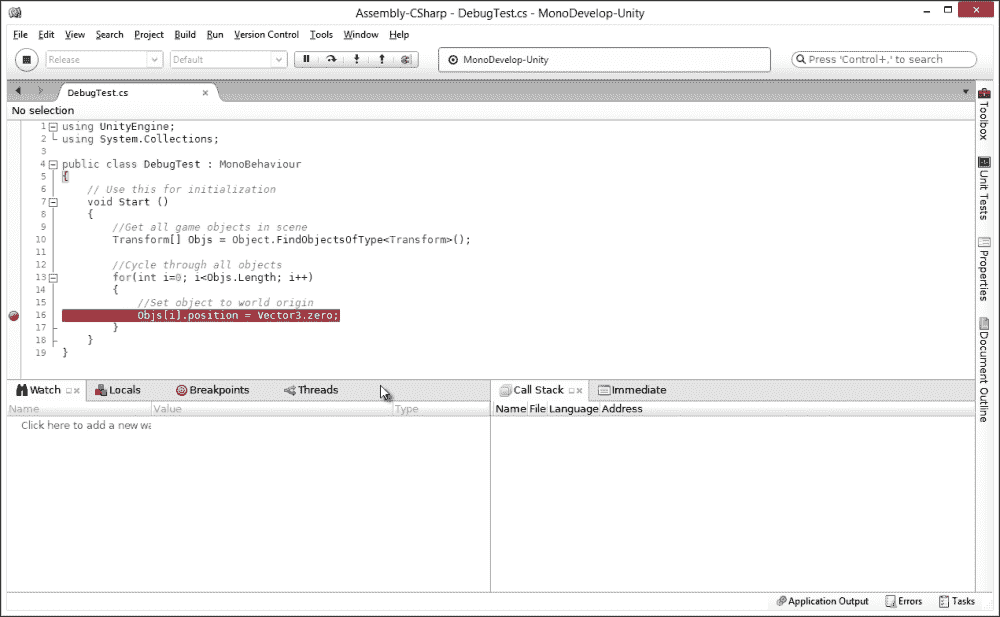 Assembly-CSharp - DebugTest.cs - MonoDevelop-Unity
File Edit View Search Project Build Run Version Control Tools Window Help
Release Default MonoDevelop-Unity Press 'Control+,' to search
DebugTest.cs
No selection
1 using UnityEngine;
2 using System.Collections;
3
4 public class DebugTest : MonoBehaviour
5 {
6 // Use this for initialization
7 void Start ()
8 {
9 //Get all game objects in scene
10 Transform[] Objs = Object.FindObjectsOfType<Transform>();
11
12 //Cycle through all objects
13 for(int i=0; i<Objs.Length; i++)
14 {
15 //Set object to world origin
16 Objs[i].position = Vector3.zero;
17 }
18 }
19 }
Toolbox
Unit Tests
Properties
Document Outline
Watch Locals Breakpoints Threads
Name Value Type
Click here to add a new wa
Call Stack Immediate
Name File Language Address
Application Output Errors Tasks